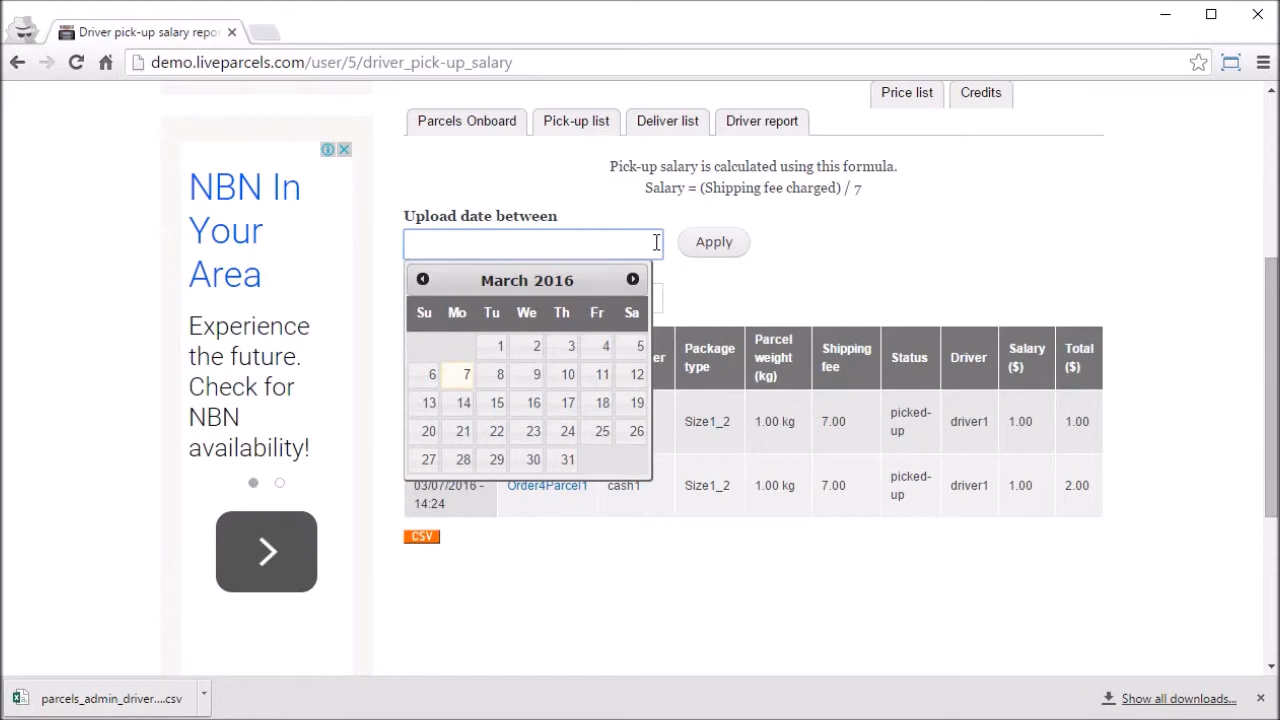 Driver pick-up salary repo
demo.liveparcels.com/user/5/driver_pick-up_salary
Price list
Credits
Parcels Onboard
Pick-up list
Deliver list
Driver report
Pick-up salary is calculated using this formula.
Salary = (Shipping fee charged) / 7
NBN In
Your
Area
Experience
the future.
Check for
NBN
availability!
Upload date between
Apply
March 2016
Su Mo Tu We Th Fr Sa
1 2 3 4 5
6 7 8 9 10 11 12
13 14 15 16 17 18 19
20 21 22 23 24 25 26
27 28 29 30 31
er
Package
type
Parcel
weight
(kg)
Shipping
fee
Status
Driver
Salary
($)
Total
($)
Size1_2
1.00 kg
7.00
picked-
up
driver1
1.00
1.00
03/07/2016 -
14:24
Order4Parcel1
cash1
Size1_2
1.00 kg
7.00
picked-
up
driver1
1.00
2.00
CSV
parcels_admin_driver....csv
Show all downloads...